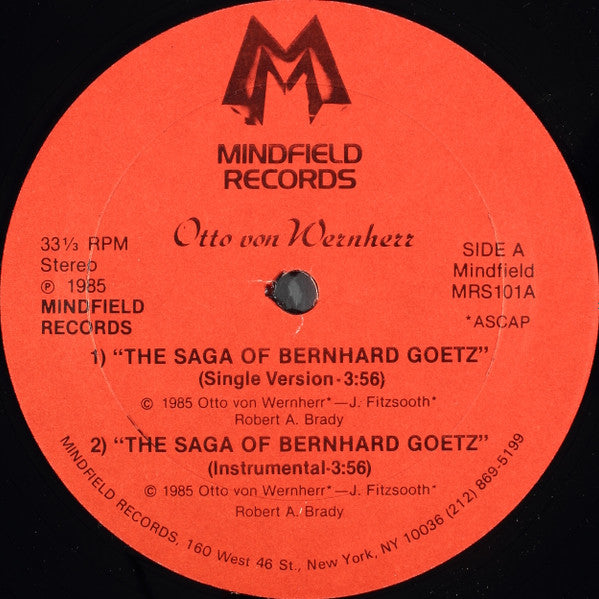 M
MINDFIELD
RECORDS
Otto von Wernherr
33 1/3 RPM
Stereo
℗ 1985
MINDFIELD
RECORDS
SIDE A
Mindfield
MRS101A
*ASCAP
1) “THE SAGA OF BERNHARD GOETZ”
(Single Version-3:56)
© 1985 Otto von Wernherr*—J. Fitzsooth*
Robert A. Brady
2) “THE SAGA OF BERNHARD GOETZ”
(Instrumental-3:56)
© 1985 Otto von Wernherr*—J. Fitzsooth*
Robert A. Brady
MINDFIELD RECORDS, 160 West 46 St., New York, NY 10036 (212) 869-5199